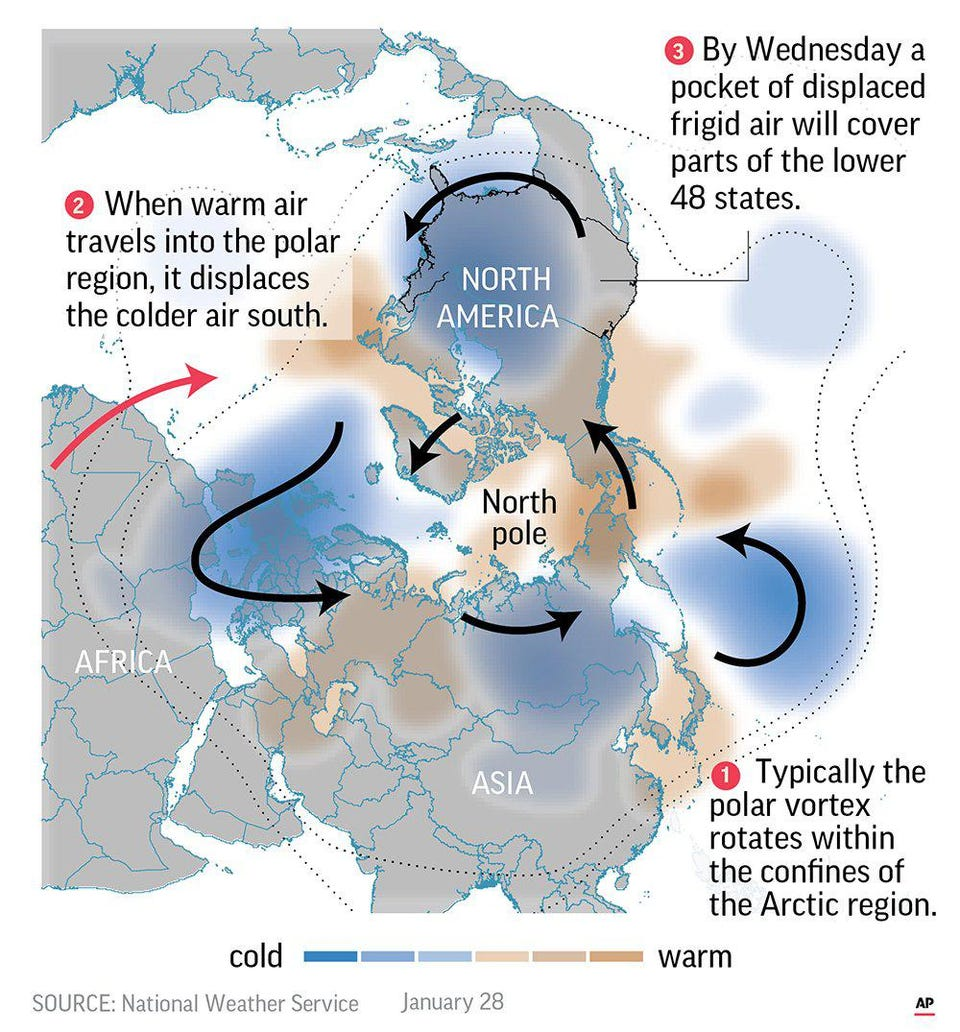 3 By Wednesday a
pocket of displaced
frigid air will cover
parts of the lower
48 states.
2 When warm air
travels into the polar
region, it displaces
the colder air south.
NORTH
AMERICA
North
pole
AFRICA
ASIA
1 Typically the
polar vortex
rotates within
the confines of
the Arctic region.
cold warm
SOURCE: National Weather Service January 28 AP